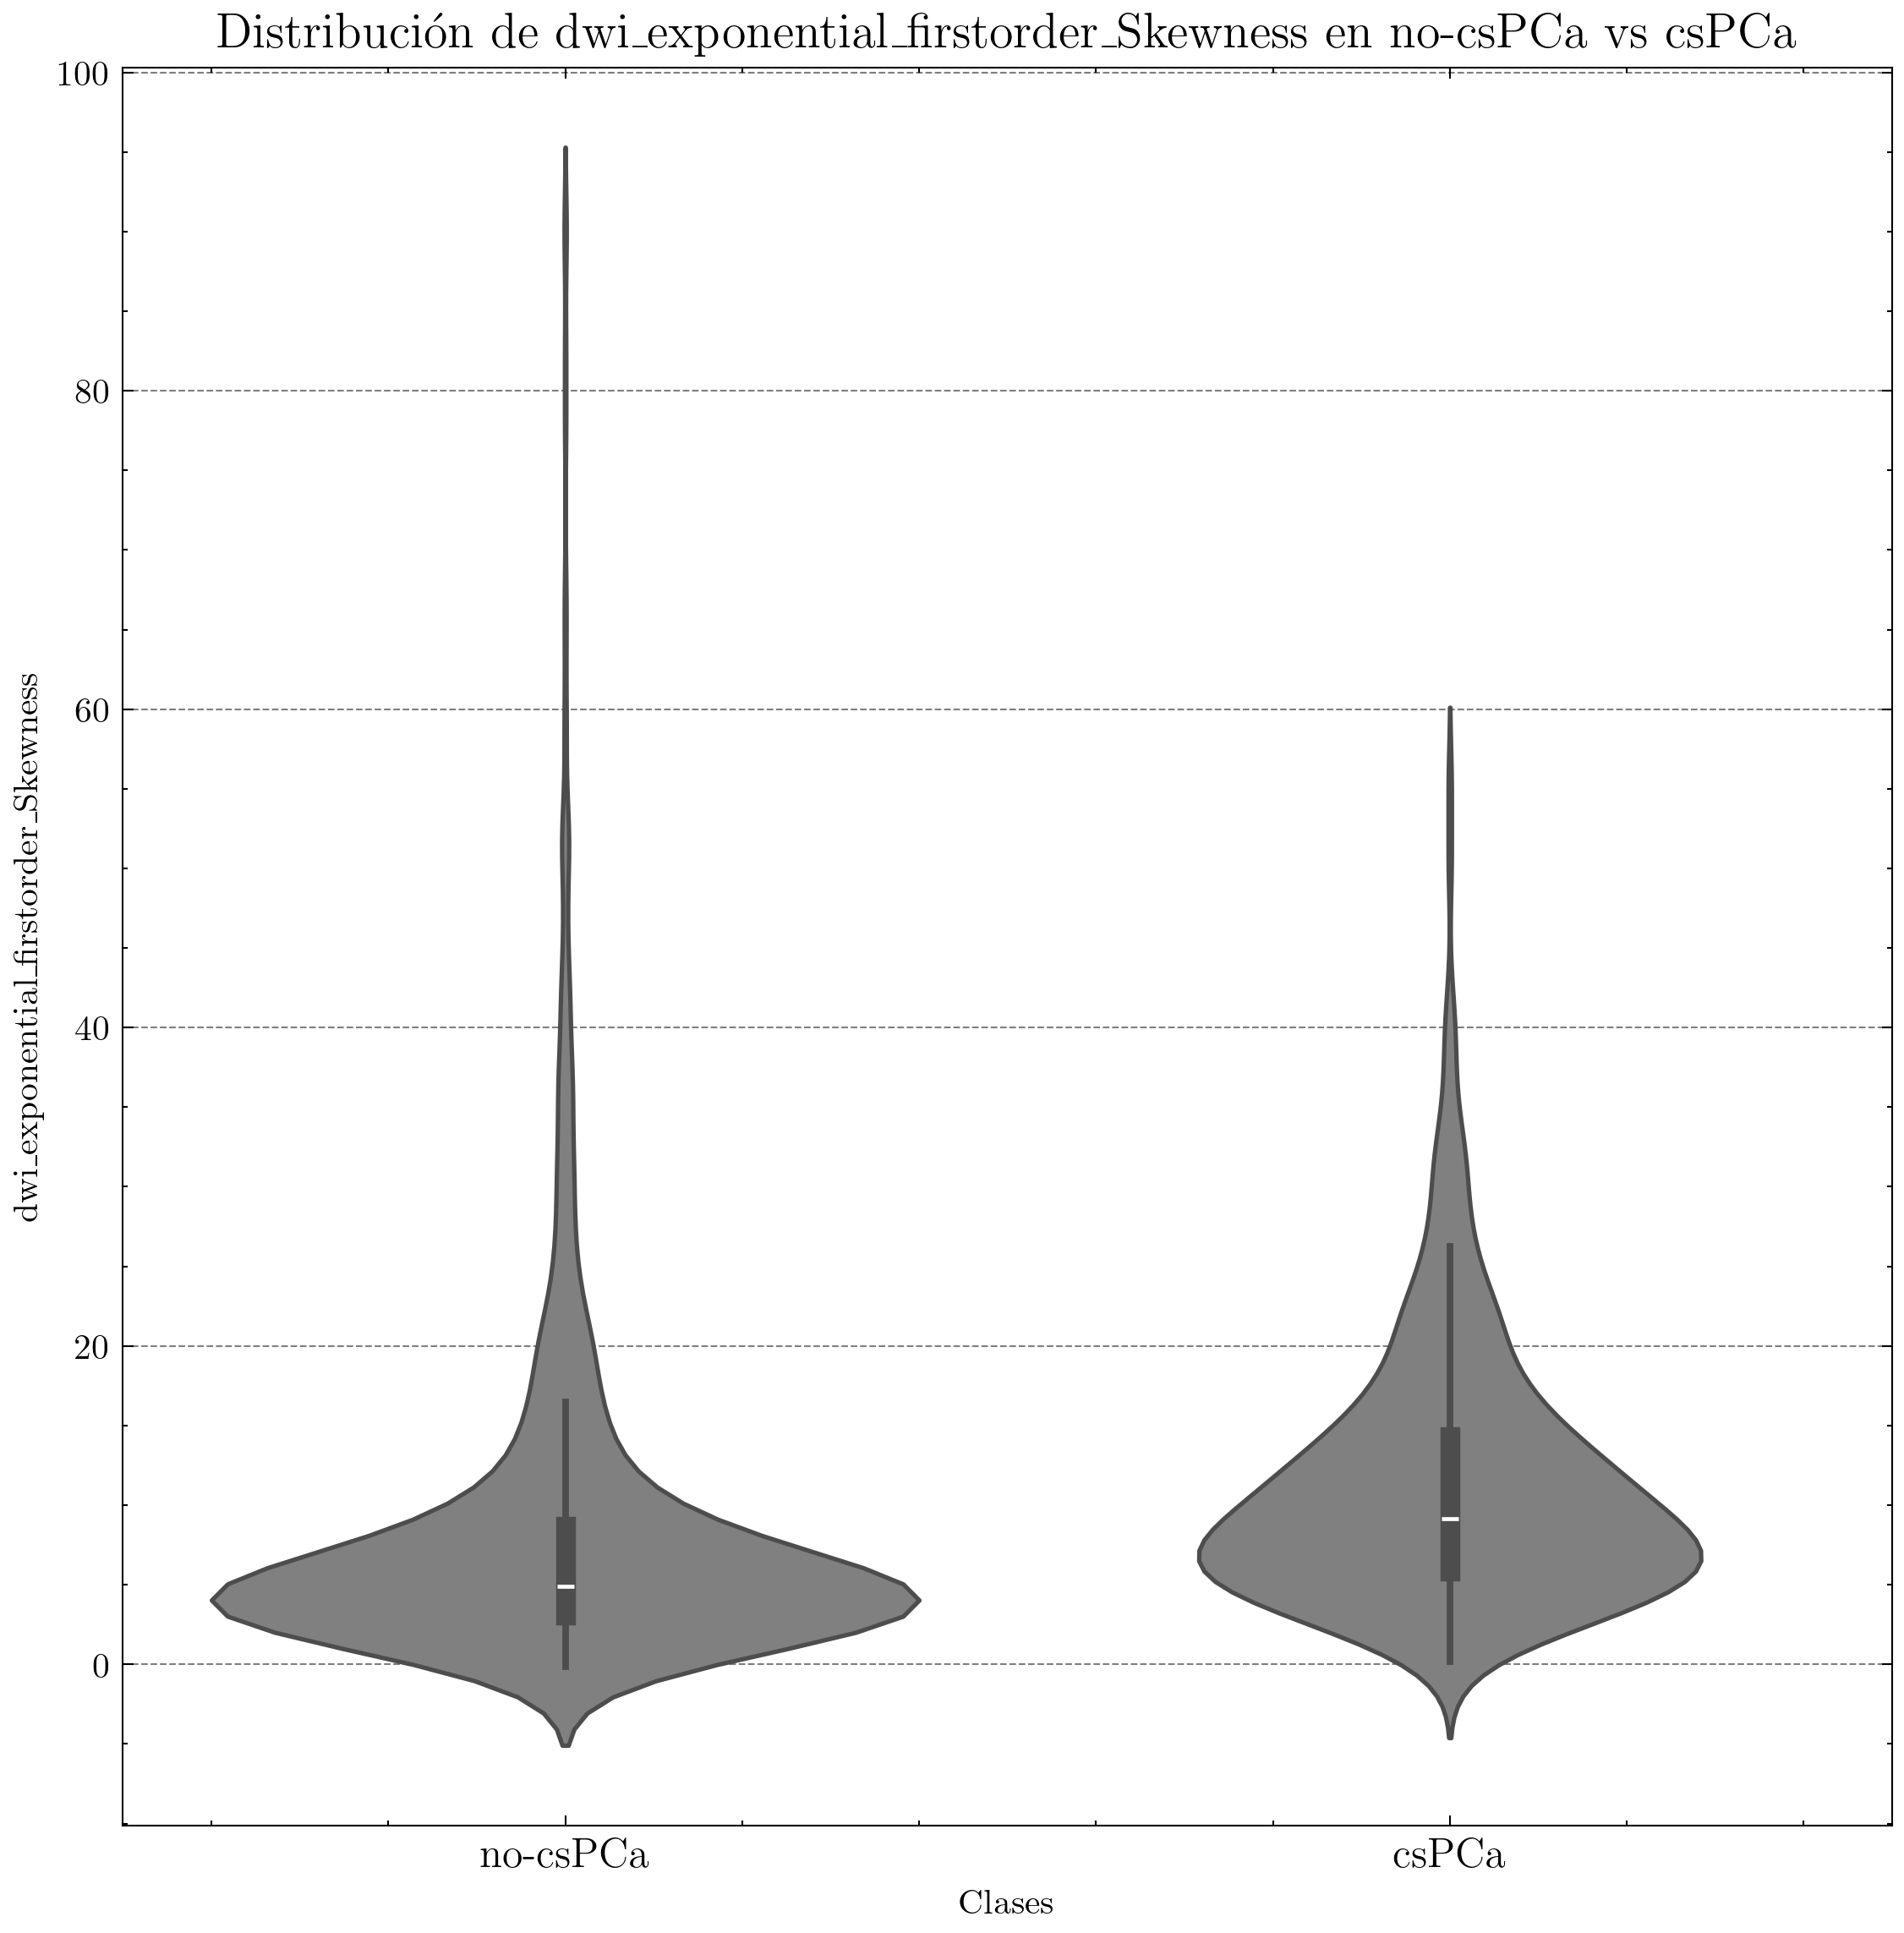 Distribución de dwi_exponential_firstorder_Skewness en no-csPCa vs csPCa
dwi_exponential_firstorder_Skewness
100
80
60
40
20
0
no-csPCa csPCa
Clases